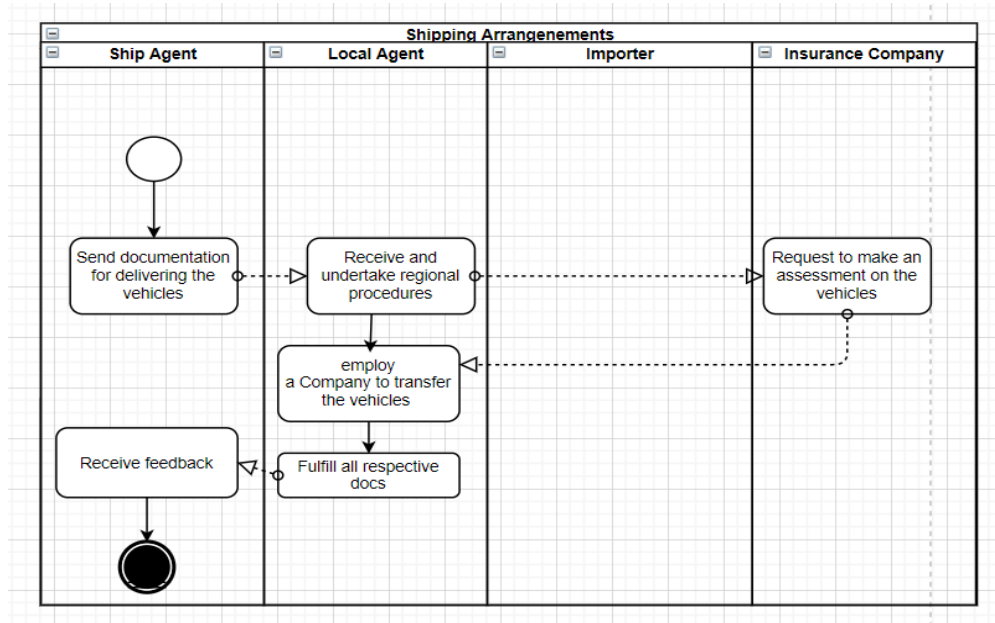 Shipping Arrangenements
Ship Agent
Local Agent
Importer
Insurance Company
Send documentation
for delivering the
vehicles
Receive and
undertake regional
procedures
Request to make an
assessment on the
vehicles
employ
a Company to transfer
the vehicles
Receive feedback
Fulfill all respective
docs